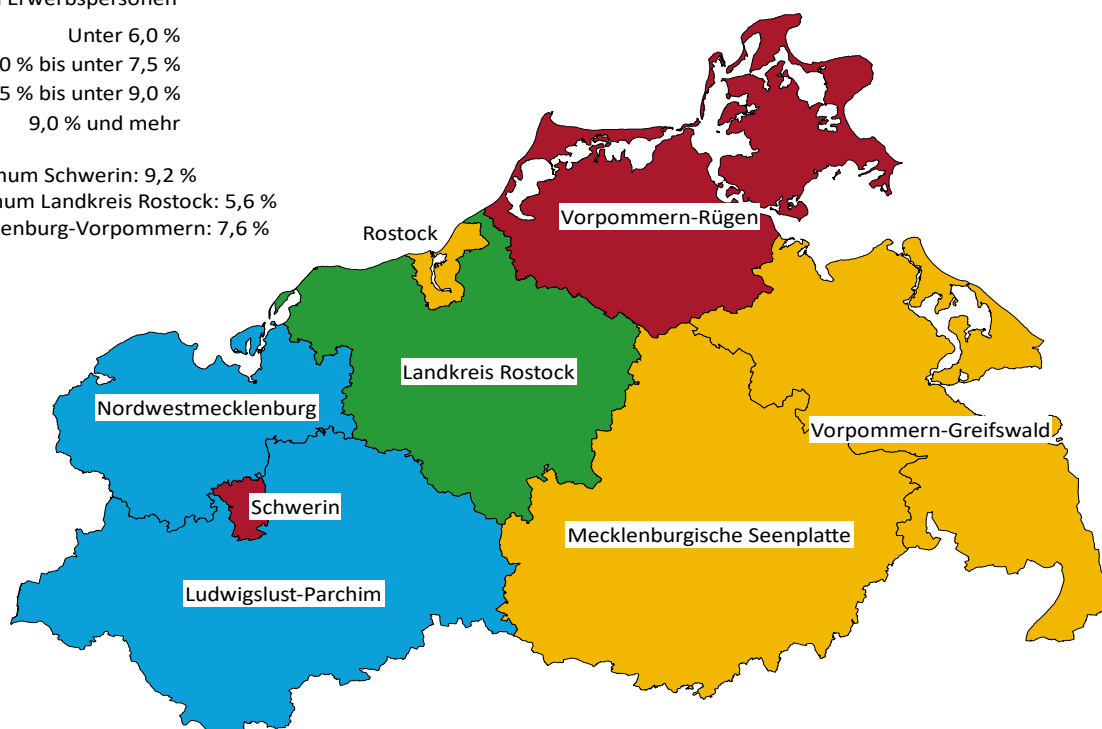 Erwerbspersonen
Unter 6,0 %
0 % bis unter 7,5 %
5 % bis unter 9,0 %
9,0 % und mehr
num Schwerin: 9,2 %
num Landkreis Rostock: 5,6 %
lenburg-Vorpommern: 7,6 %
Rostock
Vorpommern-Rügen
Landkreis Rostock
Nordwestmecklenburg
Vorpommern-Greifswald
Schwerin
Mecklenburgische Seenplatte
Ludwigslust-Parchim